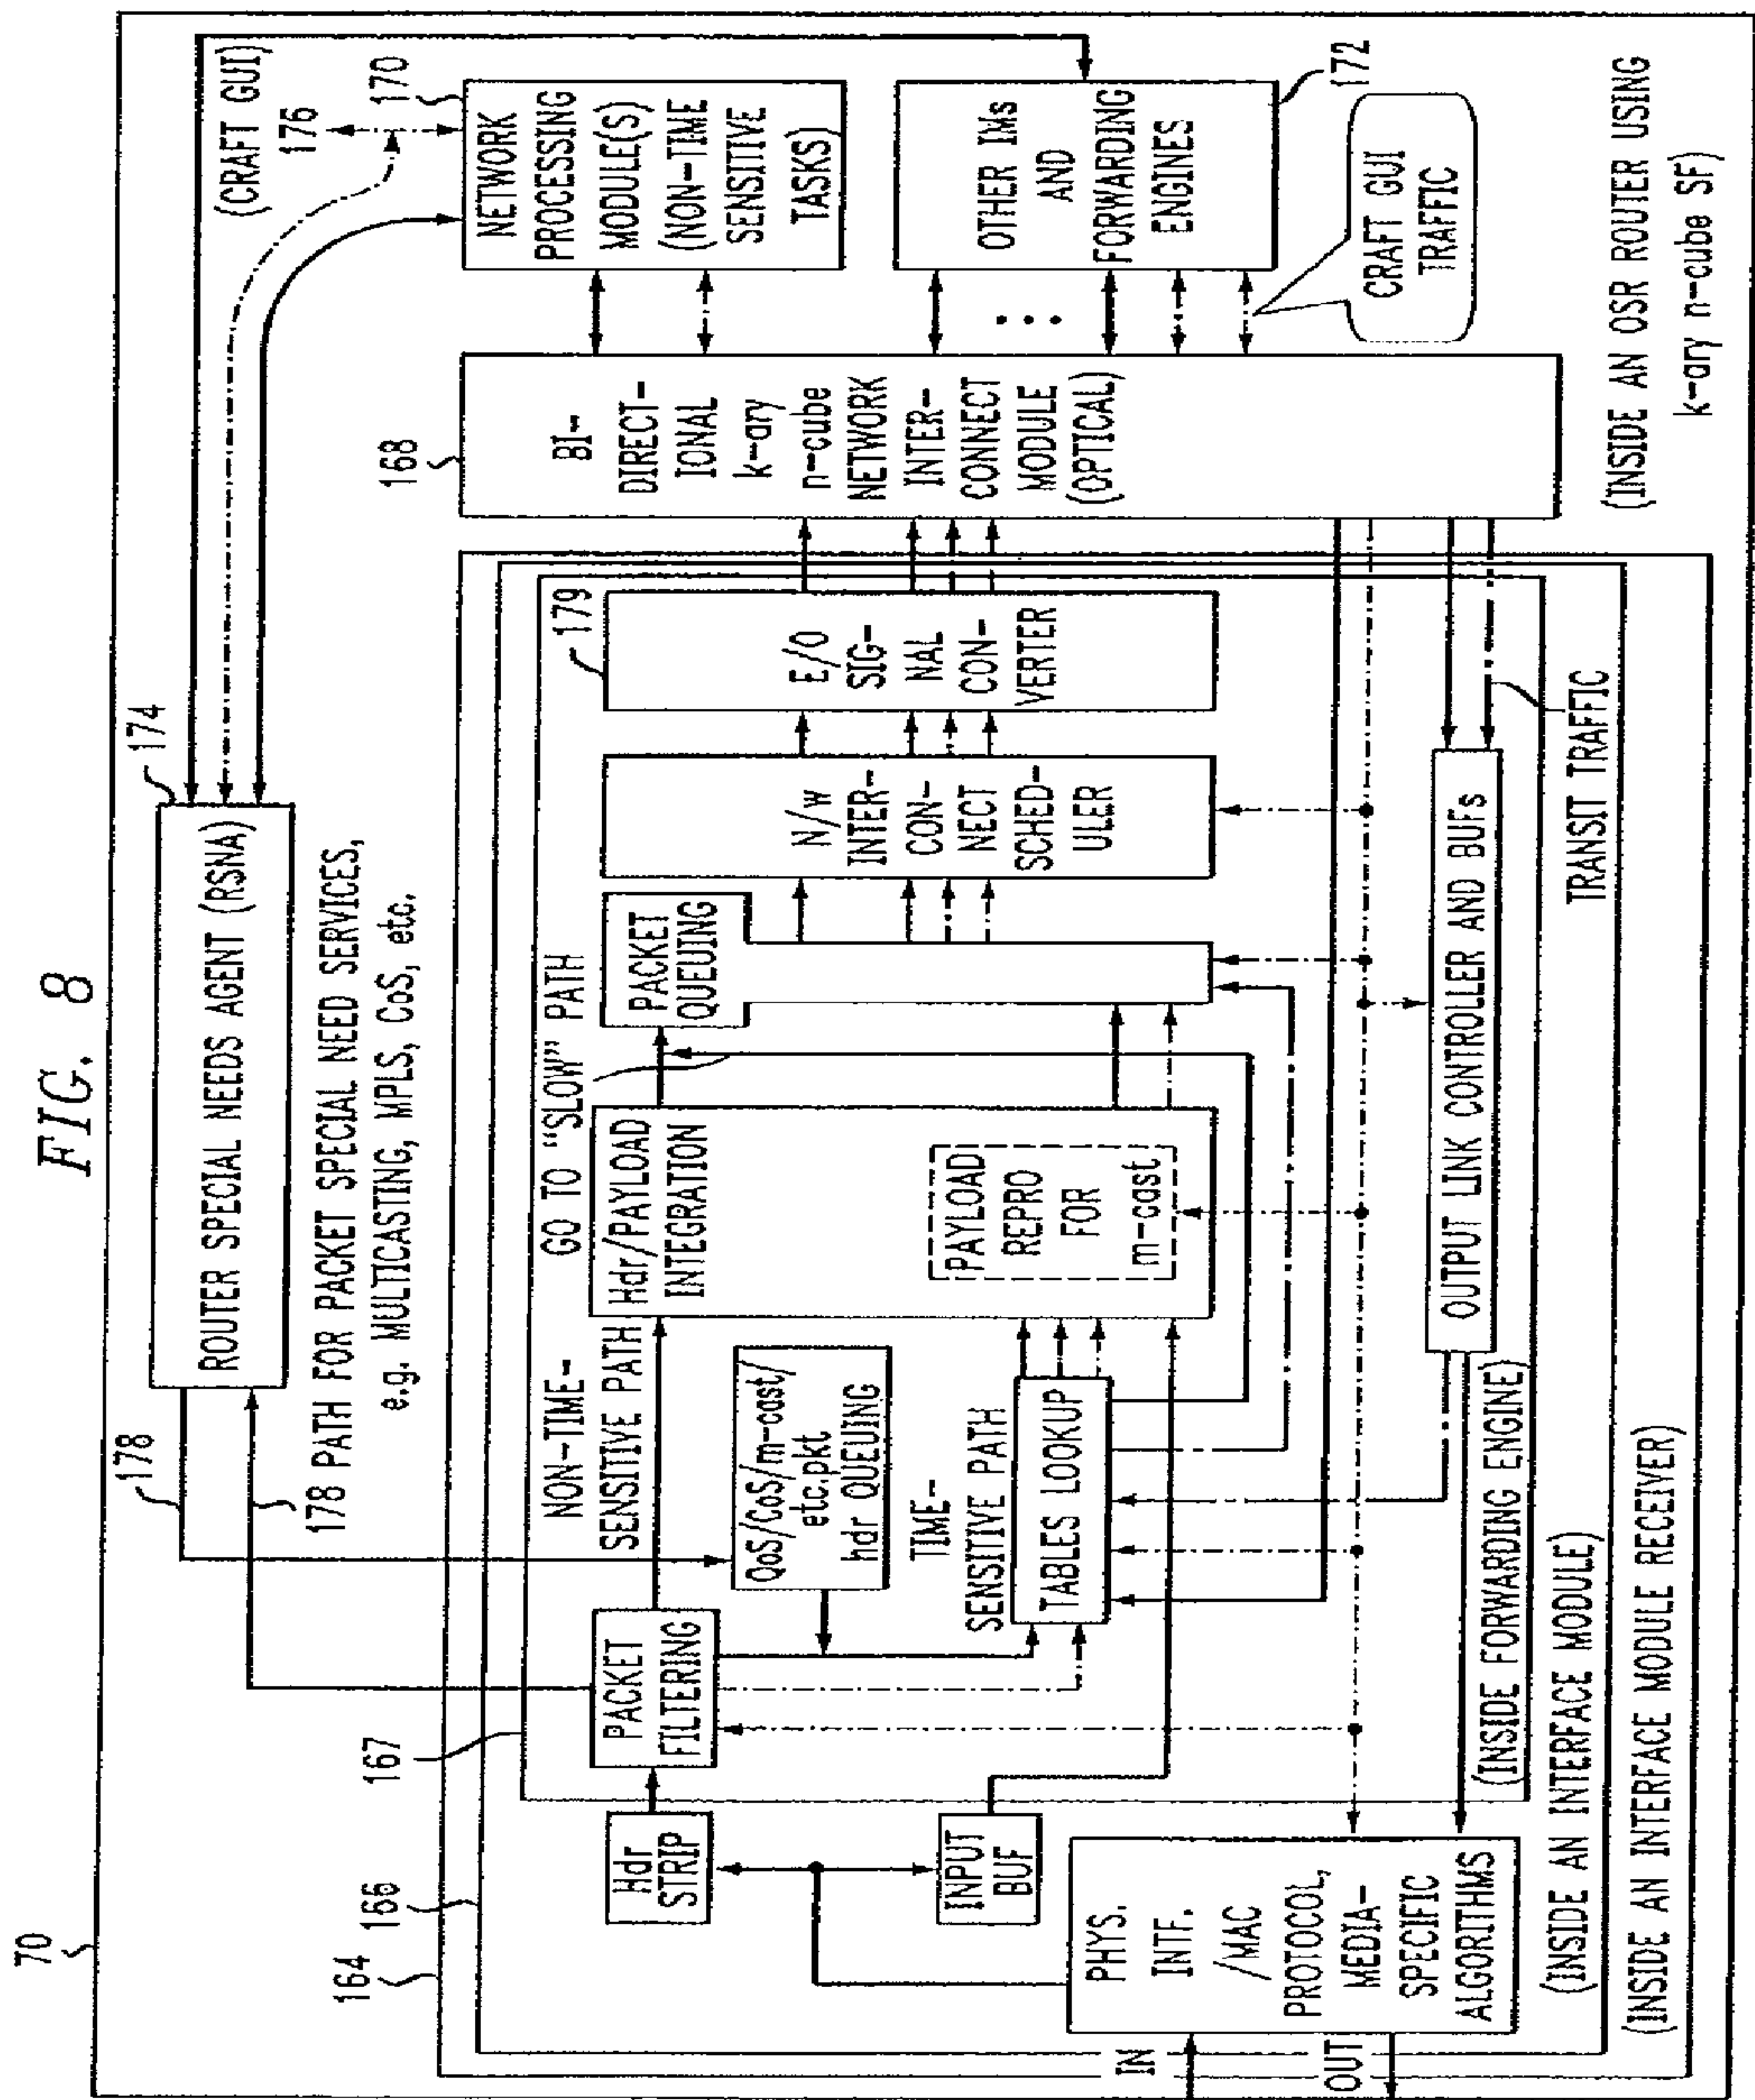 FIG. 8
70
164
166
167
178
174
168
176
(CRAFT GUI)
170
ROUTER SPECIAL NEEDS AGENT (RSNA)
178 PATH FOR PACKET SPECIAL NEED SERVICES,
e.g. MULTICASTING, MPLS, CoS, etc.
NETWORK
PROCESSING
MODULE(S)
(NON-TIME
SENSITIVE
TASKS)
Hdr
STRIP
PACKET
FILTERING
NON-TIME-
SENSITIVE PATH
QoS/CoS/m-cast/
etc.pkt
hdr QUEUING
TIME-
SENSITIVE PATH
TABLES LOOKUP
Hdr/PAYLOAD
INTEGRATION
PAYLOAD
REPRO
FOR
m-cast
GO TO "SLOW" PATH
PACKET
QUEUING
N/w
INTER-
CON-
NECT
SCHED-
ULER
179
E/O
SIG-
NAL
CON-
VERTER
BI-
DIRECT-
IONAL
k-ary
n-cube
NETWORK
INTER-
CONNECT
MODULE
(OPTICAL)
OTHER IMs
AND
FORWARDING
ENGINES
172
CRAFT GUI
TRAFFIC
INPUT
BUF
PHYS.
INTF.
/MAC
PROTOCOL,
MEDIA-
SPECIFIC
ALGORITHMS
IN
OUT
OUTPUT LINK CONTROLLER AND BUFs
TRANSIT TRAFFIC
(INSIDE FORWARDING ENGINE)
(INSIDE AN INTERFACE MODULE)
(INSIDE AN INTERFACE MODULE RECEIVER)
(INSIDE AN OSR ROUTER USING
k-ary n-cube SF)